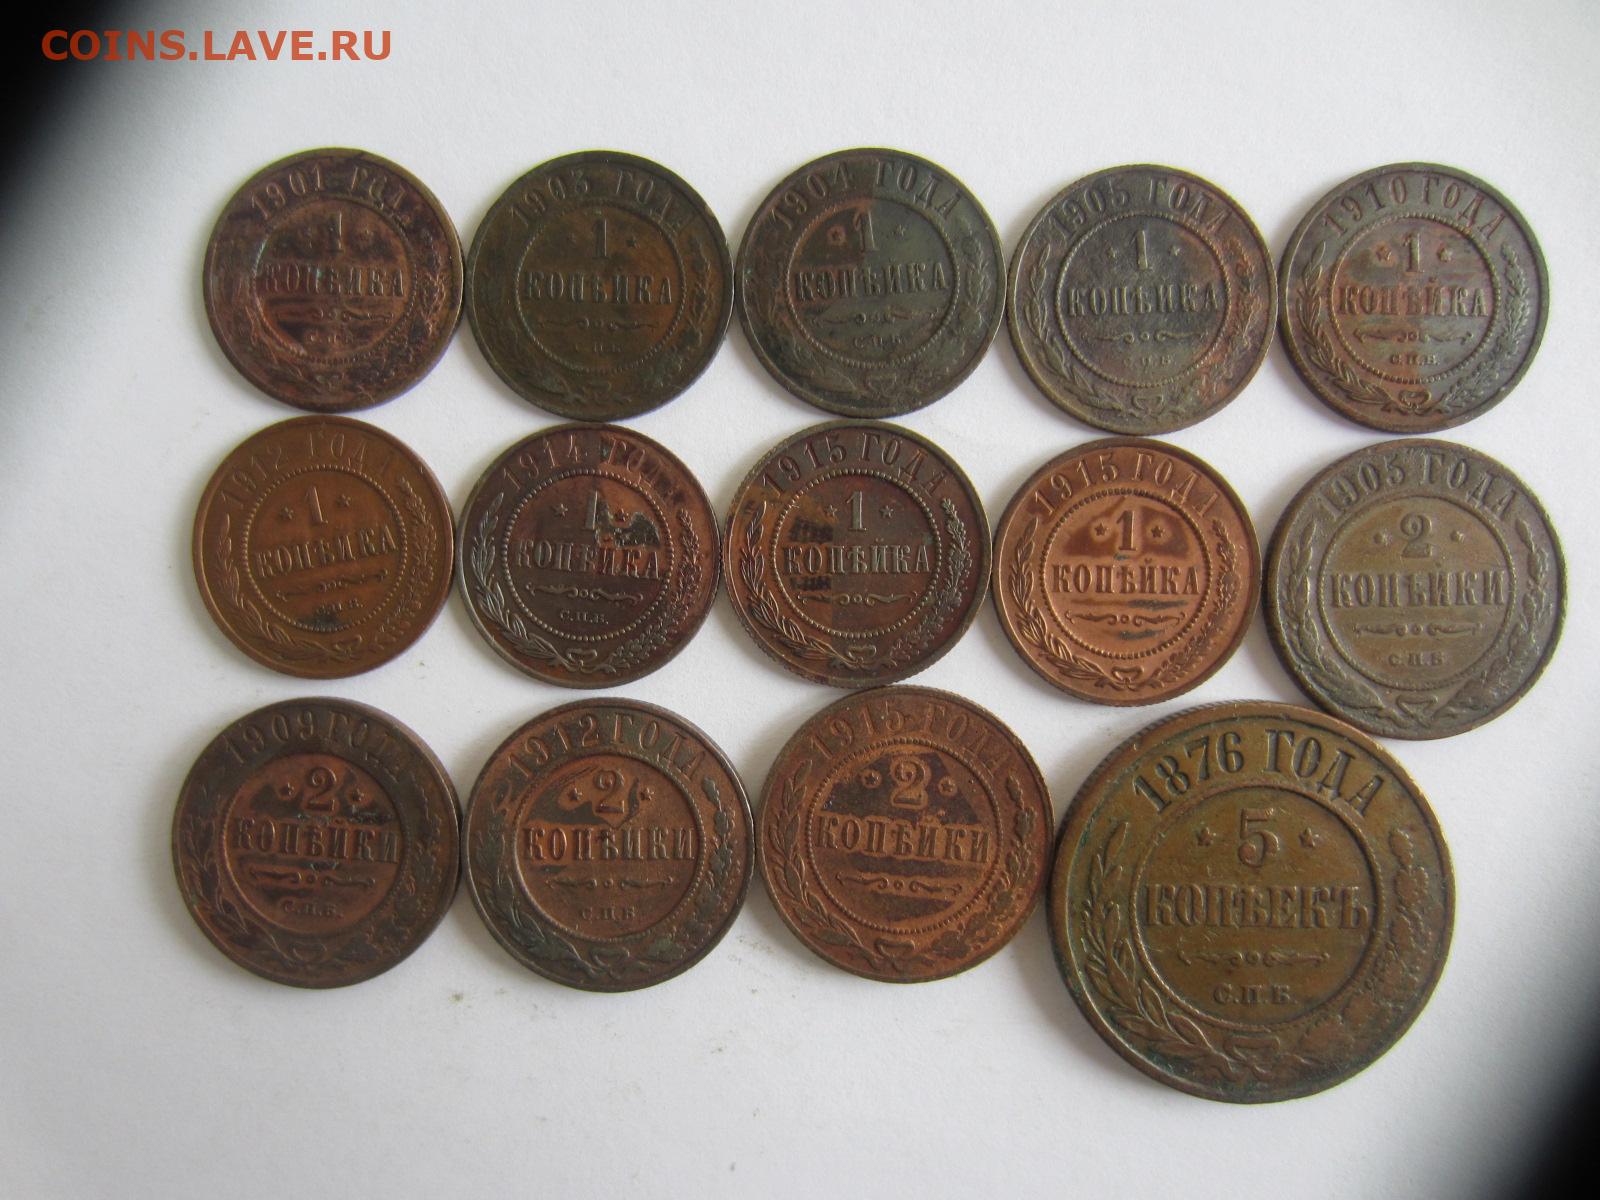 COINS.LAVE.RU
1901 ГОДА
1
КОПѢЙКА
С.П.Б.
1903 ГОДА
1
КОПѢЙКА
С.П.Б.
1904 ГОДА
1
КОПѢЙКА
С.П.Б.
1905 ГОДА
1
КОПѢЙКА
С.П.Б.
1910 ГОДА
1
КОПѢЙКА
С.П.Б.
1912 ГОДА
1
КОПѢЙКА
С.П.Б.
1914 ГОДА
1
КОПѢЙКА
С.П.Б.
1915 ГОДА
1
КОПѢЙКА
1915 ГОДА
1
КОПѢЙКА
1905 ГОДА
2
КОПѢЙКИ
С.П.Б.
1909 ГОДА
2
КОПѢЙКИ
С.П.Б.
1912 ГОДА
2
КОПѢЙКИ
С.П.Б.
1915 ГОДА
2
КОПѢЙКИ
1876 ГОДА
5
КОПѢЕКЪ
С.П.Б.